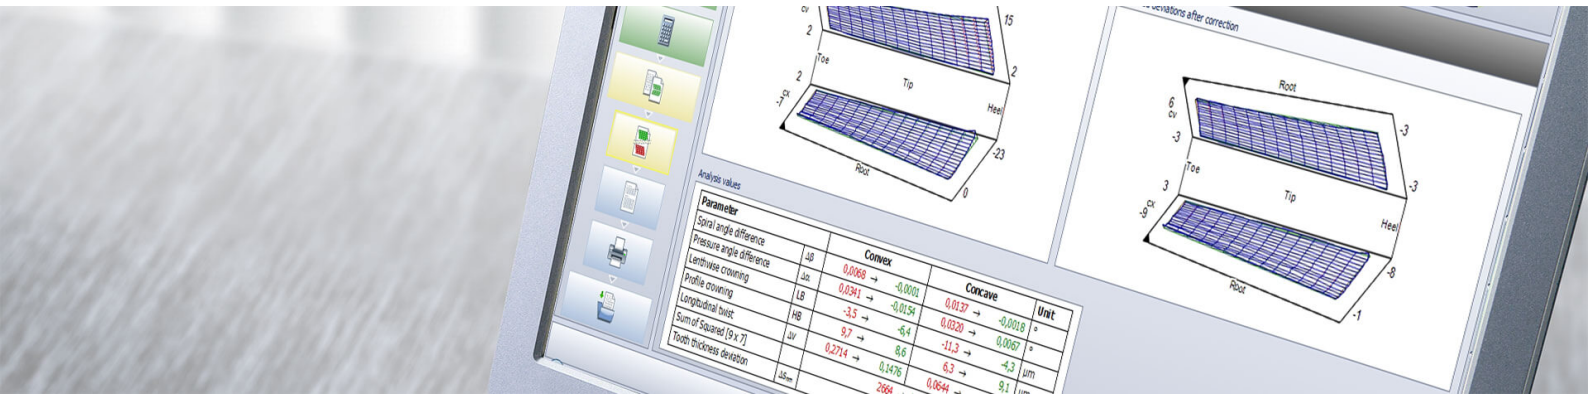 15
2
Toe
Tip
2
2
cx
-7
Heel
-23
Root
0
deviations after correction
Root
6
cv
-3
-3
Toe
-3
Tip
3
cx
-9
Heel
-8
Root
-1
Analysis values
Parameter Convex Concave Unit
Spiral angle difference Δβ 0,0068 → -0,0001 0,0137 → -0,0018 °
Pressure angle difference Δα 0,0341 → -0,0154 0,0320 → 0,0067 °
Lenthwise crowning LB -3,5 → -6,4 -11,3 → -4,3 µm
Profile crowning HB 9,7 → 8,6 6,3 → 9,1
Longitudinal twist ΔV 0,2714 → 0,1476 0,0644 →
Sum of Squared [9 x 7] 2664
Tooth thickness deviation